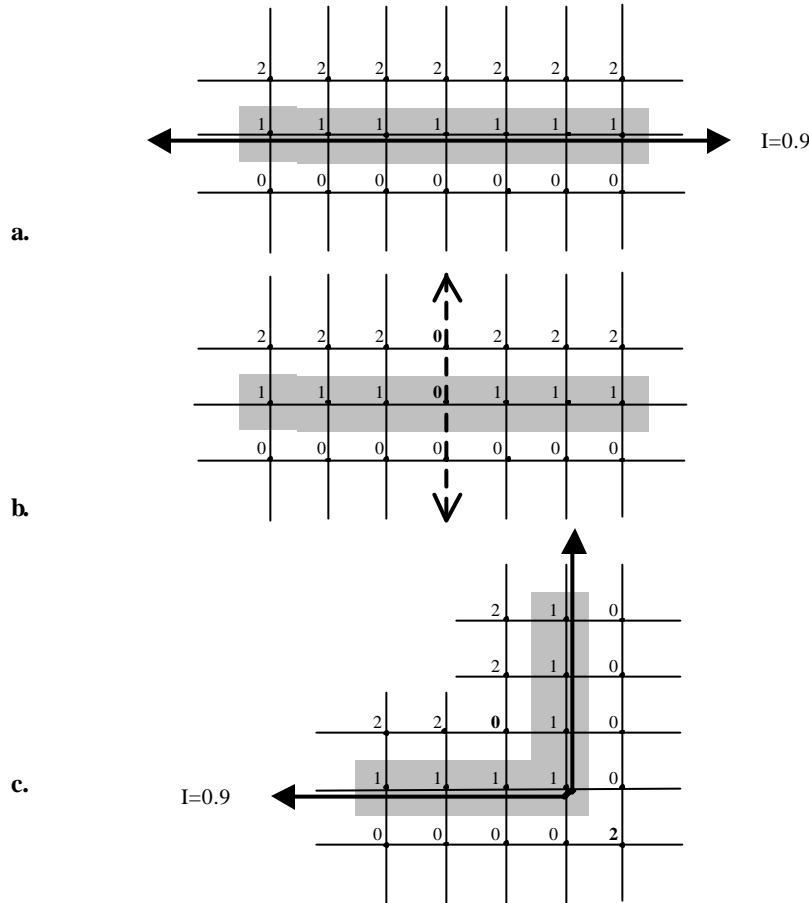 2 2 2 2 2 2 2
1 1 1 1 1 1 1
I=0.9
0 0 0 0 0 0 0
a.
2 2 2 0 2 2 2
1 1 1 0 1 1 1
0 0 0 0 0 0 0
b.
2 1 0
2 1 0
2 2 0 1 0
1 1 1 1 0
c.
I=0.9
0 0 0 0 2